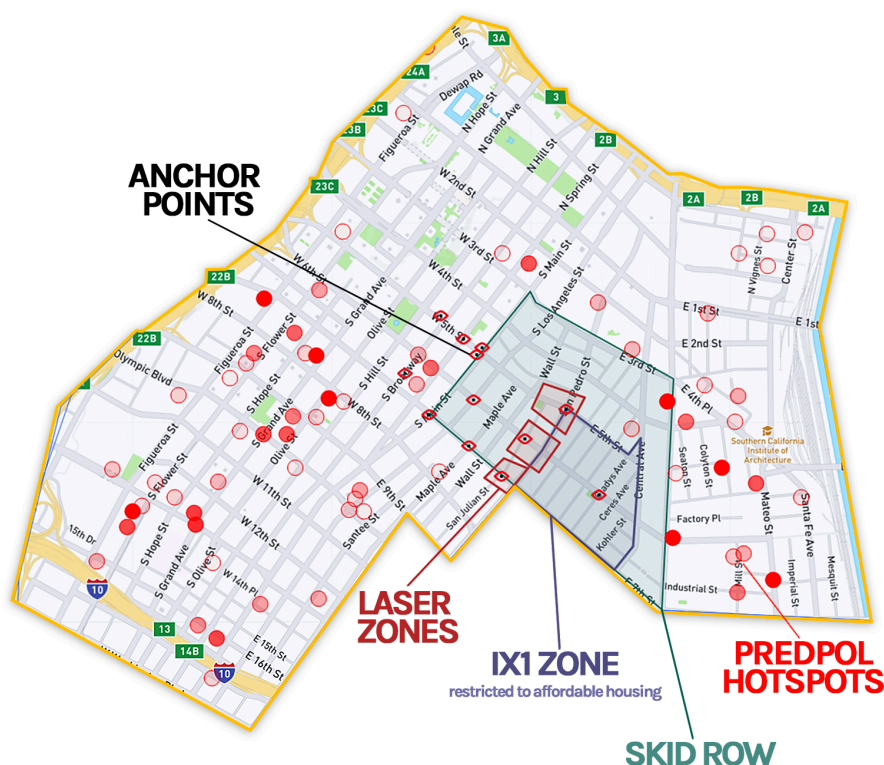 3A
24A
Dewap Rd
3
23C
N Hope St
N Grand Ave
23B
Figueroa St
2B
N Hill St
ANCHOR
POINTS
W 2nd St
23C
N Spring St
2A
2B
2A
W 3rd St
S Main St
Center St
N Vignes St
W 6th St
W 4th St
22B
S Grand Ave
W 8th St
S Los Angeles St
E 1st St
E 1st
Olive St
W 5th St
22B
Figueroa St
S Flower St
E 2nd St
Olympic Blvd
S Hill St
Wall St
E 3rd St
S Broadway
San Pedro St
S Hope St
Maple Ave
E 4th Pl
W 8th St
S Main St
S Grand Ave
E 5th St
Southern California
Institute of
Architecture
Olive St
Figueroa St
Central Ave
Seaton St
Colyton St
S Flower St
Maple Ave
Wall St
Gladys Ave
Ceres Ave
W 11th St
E 9th St
San Julian St
Mateo St
Santa Fe Ave
Santee St
Factory Pl
15th Dr
S Hope St
W 12th St
Kohler St
S Grand Ave
S Olive St
Mill St
Imperial St
Mesquit St
10
W 14th Pl
E 7th St
Industrial St
LASER
ZONES
13
E 15th St
14B
E 16th St
10
IX1 ZONE
restricted to affordable housing
PREDPOL
HOTSPOTS
SKID ROW